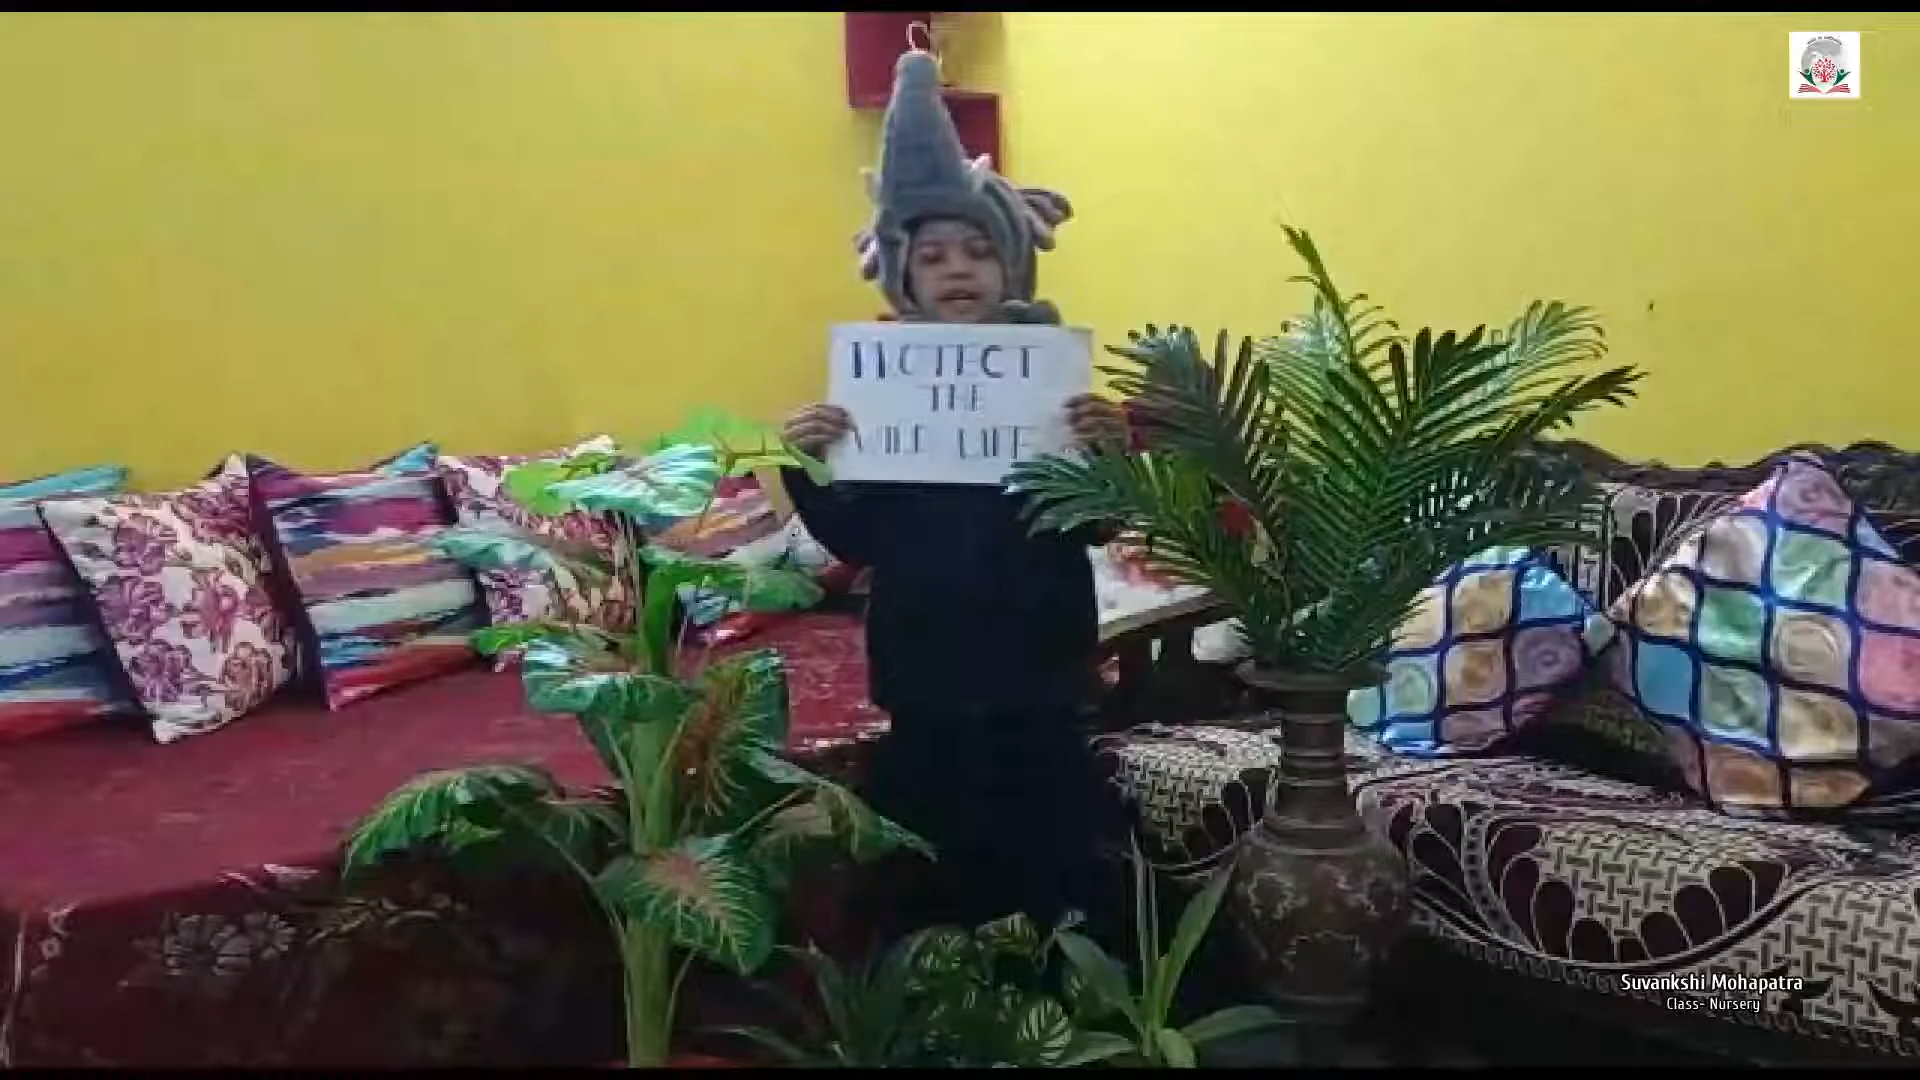 PROTECT
THE
WILD LIFE
Suvankshi Mohapatra
Class- Nursery